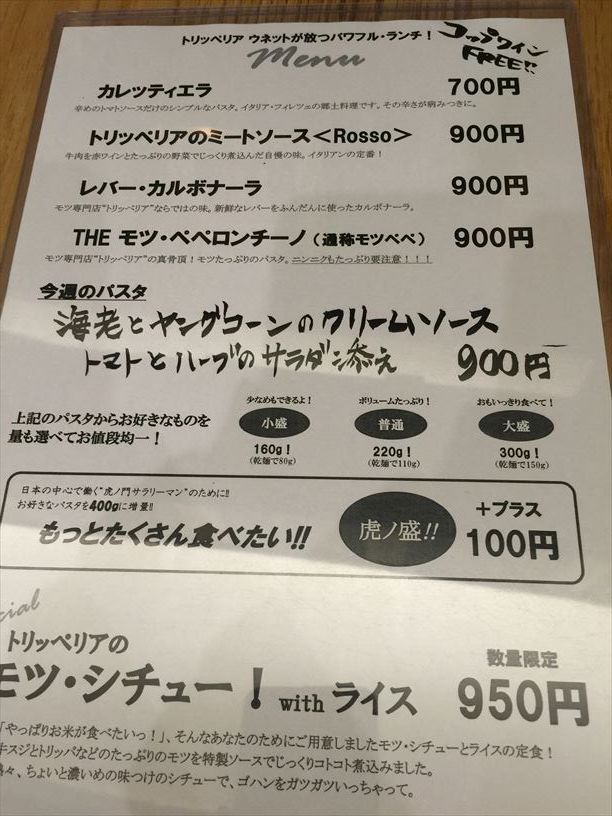 トリッペリア ウネットが放つパワフル・ランチ！
コップワイン
FREE!!
Menu
カレッティエラ 700円
辛めのトマトソースだけのシンプルなパスタ。イタリア・フィレンツェの郷土料理です。その辛さが病みつきに。
トリッペリアのミートソース＜Rosso＞ 900円
牛肉を赤ワインとたっぷりの野菜でじっくり煮込んだ自慢の味。イタリアンの定番！
レバー・カルボナーラ 900円
モツ専門店"トリッペリア"ならではの味。新鮮なレバーをふんだんに使ったカルボナーラ。
THE モツ・ペペロンチーノ（通称モツペペ） 900円
モツ専門店"トリッペリア"の真骨頂！モツたっぷりのパスタ。ニンニクもたっぷり要注意！！！
今週のパスタ
海老とヤングコーンのクリームソース
トマトとハーブのサラダ添え 900円
上記のパスタからお好きなものを
量も選べてお値段均一！
少なめもできるよ！
小盛
160g！
（乾麺で80g）
ボリュームたっぷり！
普通
220g！
（乾麺で110g）
おもいっきり食べて！
大盛
300g！
（乾麺で150g）
日本の中心で働く"虎ノ門サラリーマン"のために!!
お好きなパスタを400gに増量!!
もっとたくさん食べたい!!
虎ノ盛!!
＋プラス
100円
cial
トリッペリアの
モツ・シチュー！ with ライス
数量限定
950円
「やっぱりお米が食べたいっ！」、そんなあなたのためにご用意しましたモツ・シチューとライスの定食！
牛スジとトリッパなどのたっぷりのモツを特製ソースでじっくりコトコト煮込みました。
々、ちょいと濃いめの味つけのシチューで、ゴハンをガツガツいっちゃって。